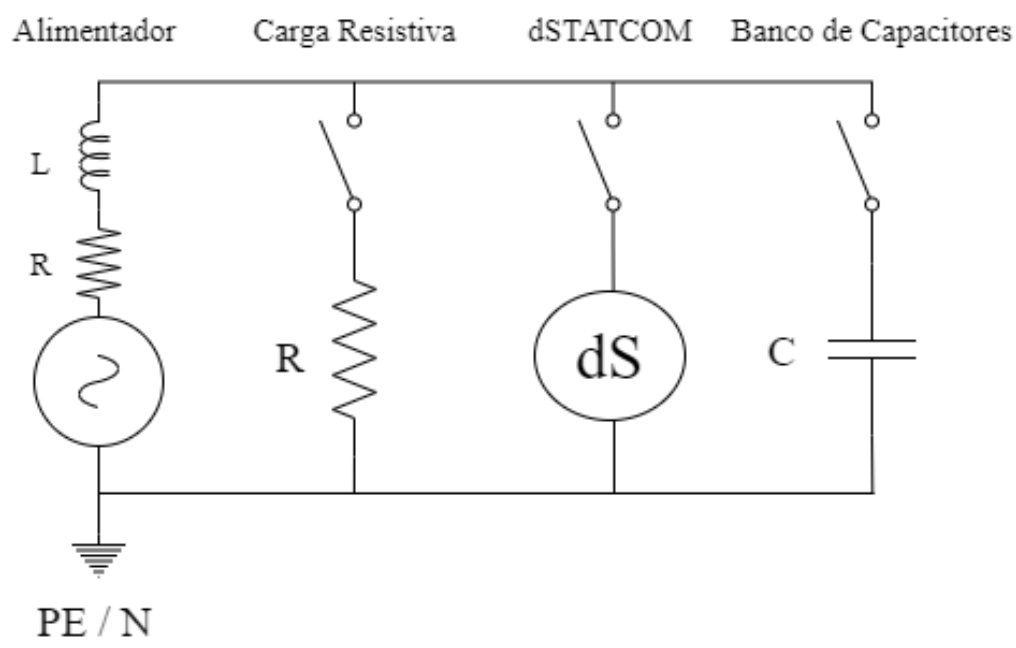 Alimentador
Carga Resistiva
dSTATCOM
Banco de Capacitores
L
R
R
dS
C
PE / N